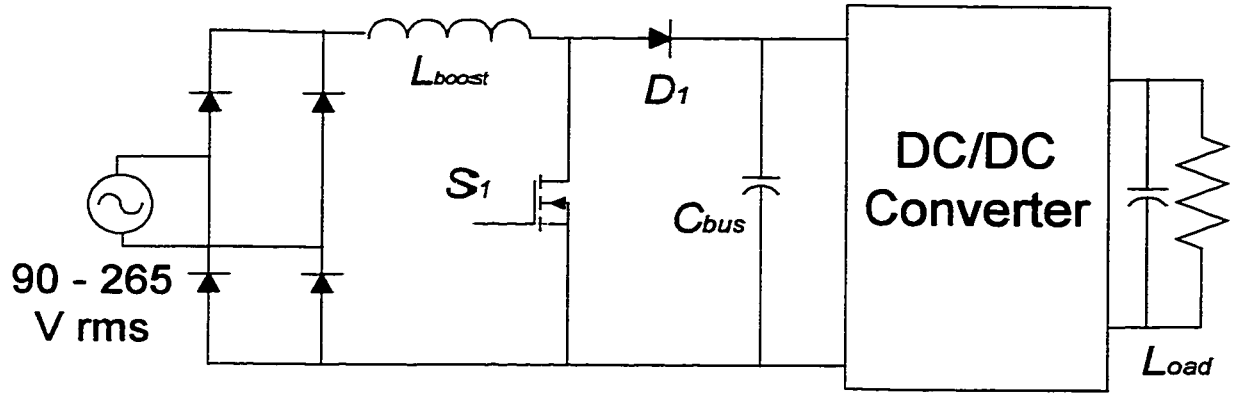 Lboost
D1
S1
Cbus
DC/DC
Converter
90 - 265
V rms
Load